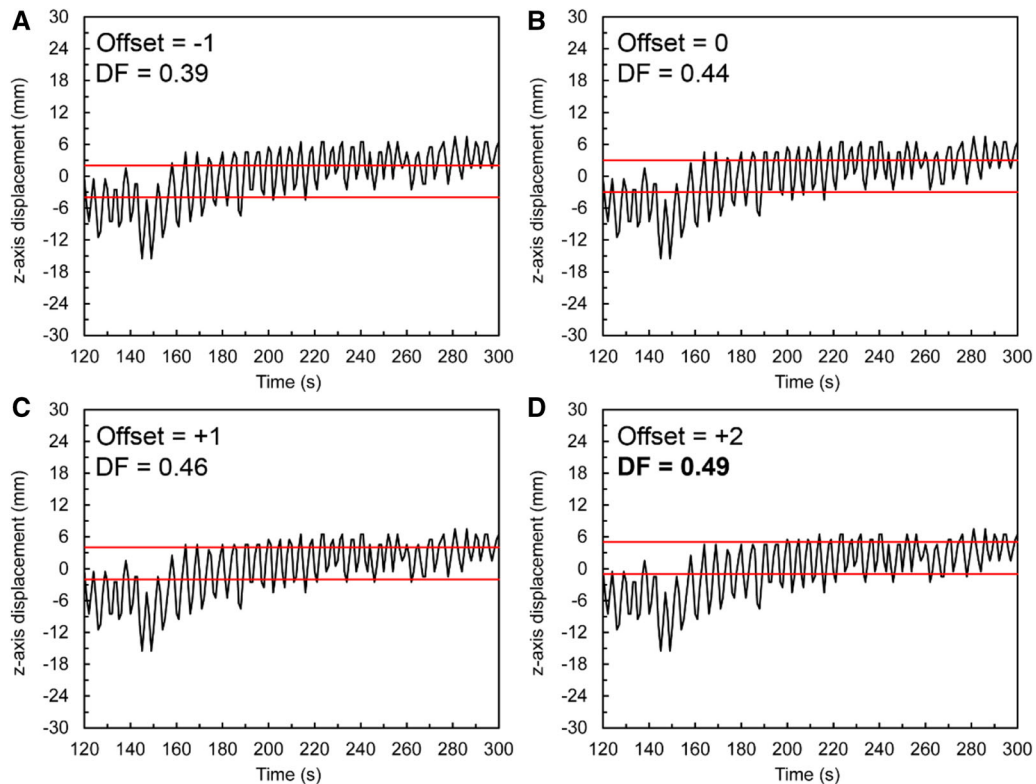 A
Offset = -1
DF = 0.39
z-axis displacement (mm)
30
24
18
12
6
0
-6
-12
-18
-24
-30
120 140 160 180 200 220 240 260 280 300
Time (s)
B
Offset = 0
DF = 0.44
z-axis displacement (mm)
30
24
18
12
6
0
-6
-12
-18
-24
-30
120 140 160 180 200 220 240 260 280 300
Time (s)
C
Offset = +1
DF = 0.46
z-axis displacement (mm)
30
24
18
12
6
0
-6
-12
-18
-24
-30
120 140 160 180 200 220 240 260 280 300
Time (s)
D
Offset = +2
DF = 0.49
z-axis displacement (mm)
30
24
18
12
6
0
-6
-12
-18
-24
-30
120 140 160 180 200 220 240 260 280 300
Time (s)